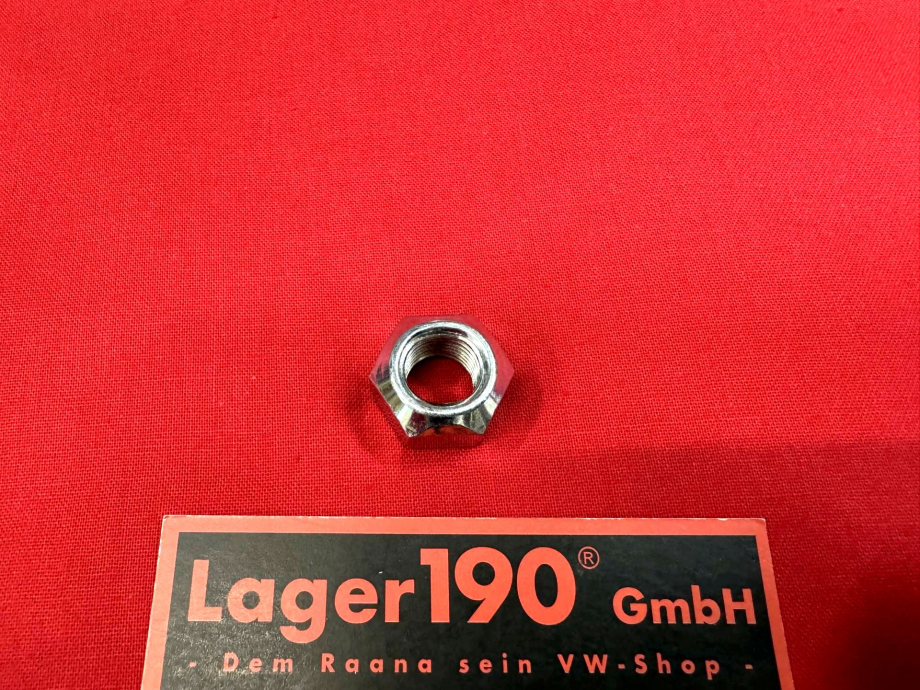 Lager190® GmbH
- Dem Raana sein VW-Shop -